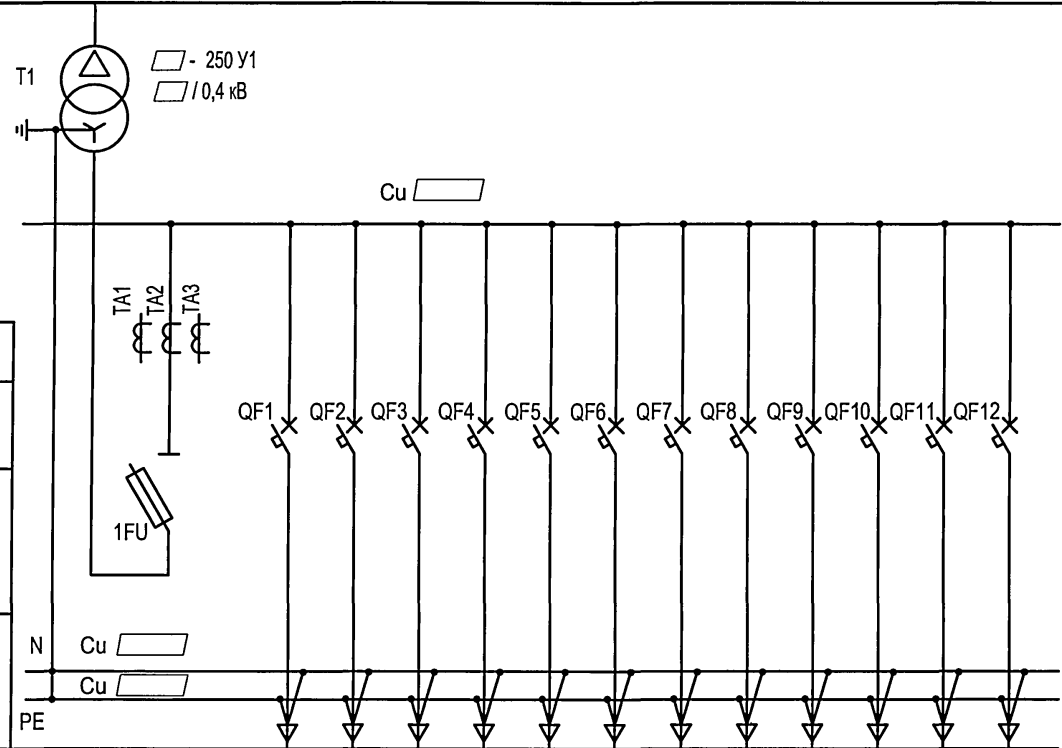 T1
- 250 У1
/ 0,4 кВ
Cu
TA1
TA2
TA3
QF1 QF2 QF3 QF4 QF5 QF6 QF7 QF8 QF9 QF10 QF11 QF12
1FU
N Cu
Cu
PE